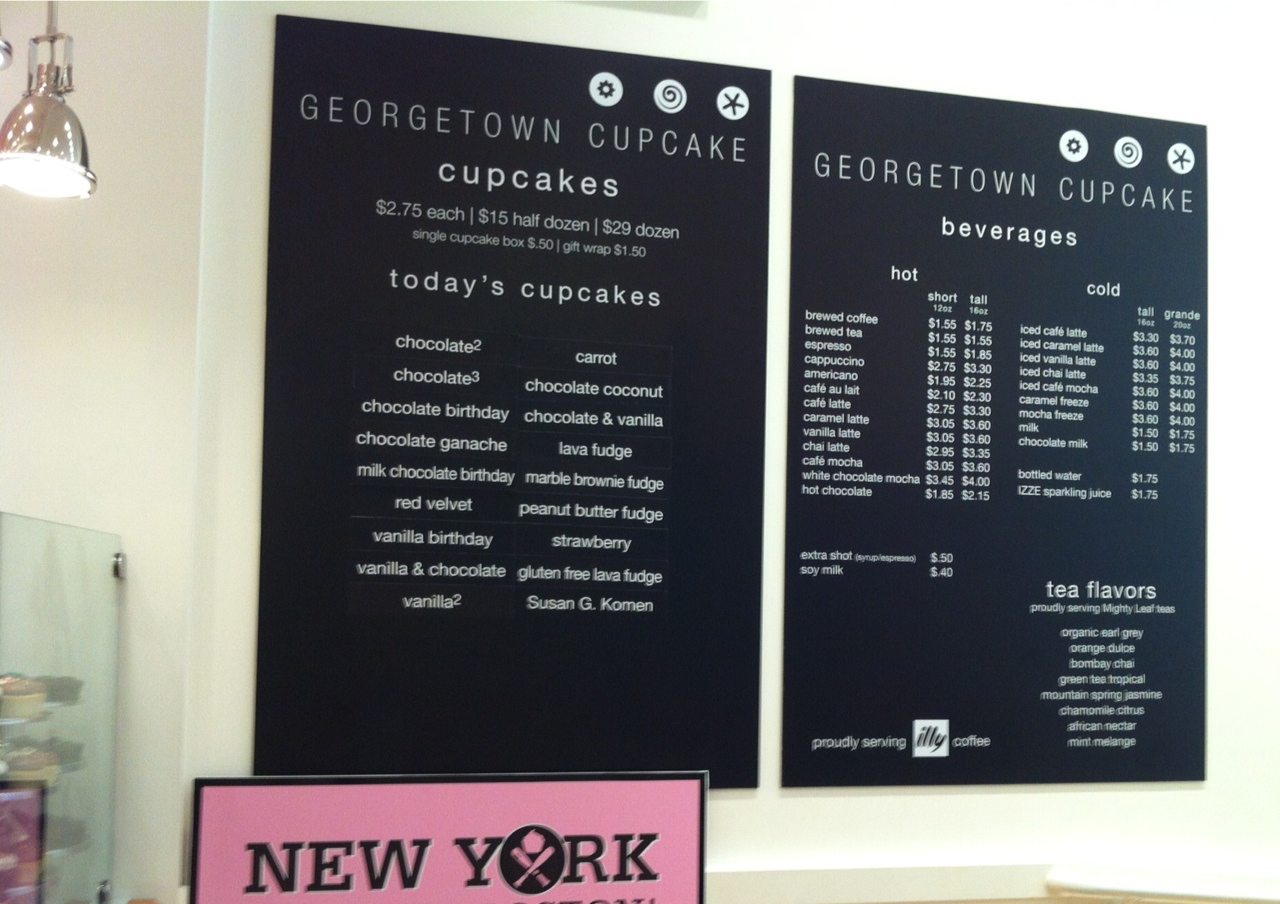 GEORGETOWN CUPCAKE
cupcakes
$2.75 each | $15 half dozen | $29 dozen
single cupcake box $.50 | gift wrap $1.50
today's cupcakes
chocolate²
chocolate³
chocolate birthday
chocolate ganache
milk chocolate birthday
red velvet
vanilla birthday
vanilla & chocolate
vanilla²
carrot
chocolate coconut
chocolate & vanilla
lava fudge
marble brownie fudge
peanut butter fudge
strawberry
gluten free lava fudge
Susan G. Komen
GEORGETOWN CUPCAKE
beverages
hot
short tall
12oz 16oz
brewed coffee $1.55 $1.75
brewed tea $1.55 $1.55
espresso $1.55 $1.85
cappuccino $2.75 $3.30
americano $1.95 $2.25
café au lait $2.10 $2.30
café latte $2.75 $3.30
caramel latte $3.05 $3.60
vanilla latte $3.05 $3.60
chai latte $2.95 $3.35
café mocha $3.05 $3.60
white chocolate mocha $3.45 $4.00
hot chocolate $1.85 $2.15
extra shot (syrup/espresso) $.50
soy milk $.40
cold
tall grande
16oz 20oz
iced café latte $3.30 $3.70
iced caramel latte $3.60 $4.00
iced vanilla latte $3.60 $4.00
iced chai latte $3.35 $3.75
iced café mocha $3.60 $4.00
caramel freeze $3.60 $4.00
mocha freeze $3.60 $4.00
milk $1.50 $1.75
chocolate milk $1.50 $1.75
bottled water $1.75
IZZE sparkling juice $1.75
tea flavors
proudly serving Mighty Leaf teas
organic earl grey
orange dulce
bombay chai
green tea tropical
mountain spring jasmine
chamomile citrus
african nectar
mint melange
proudly serving illy coffee
NEW YORK